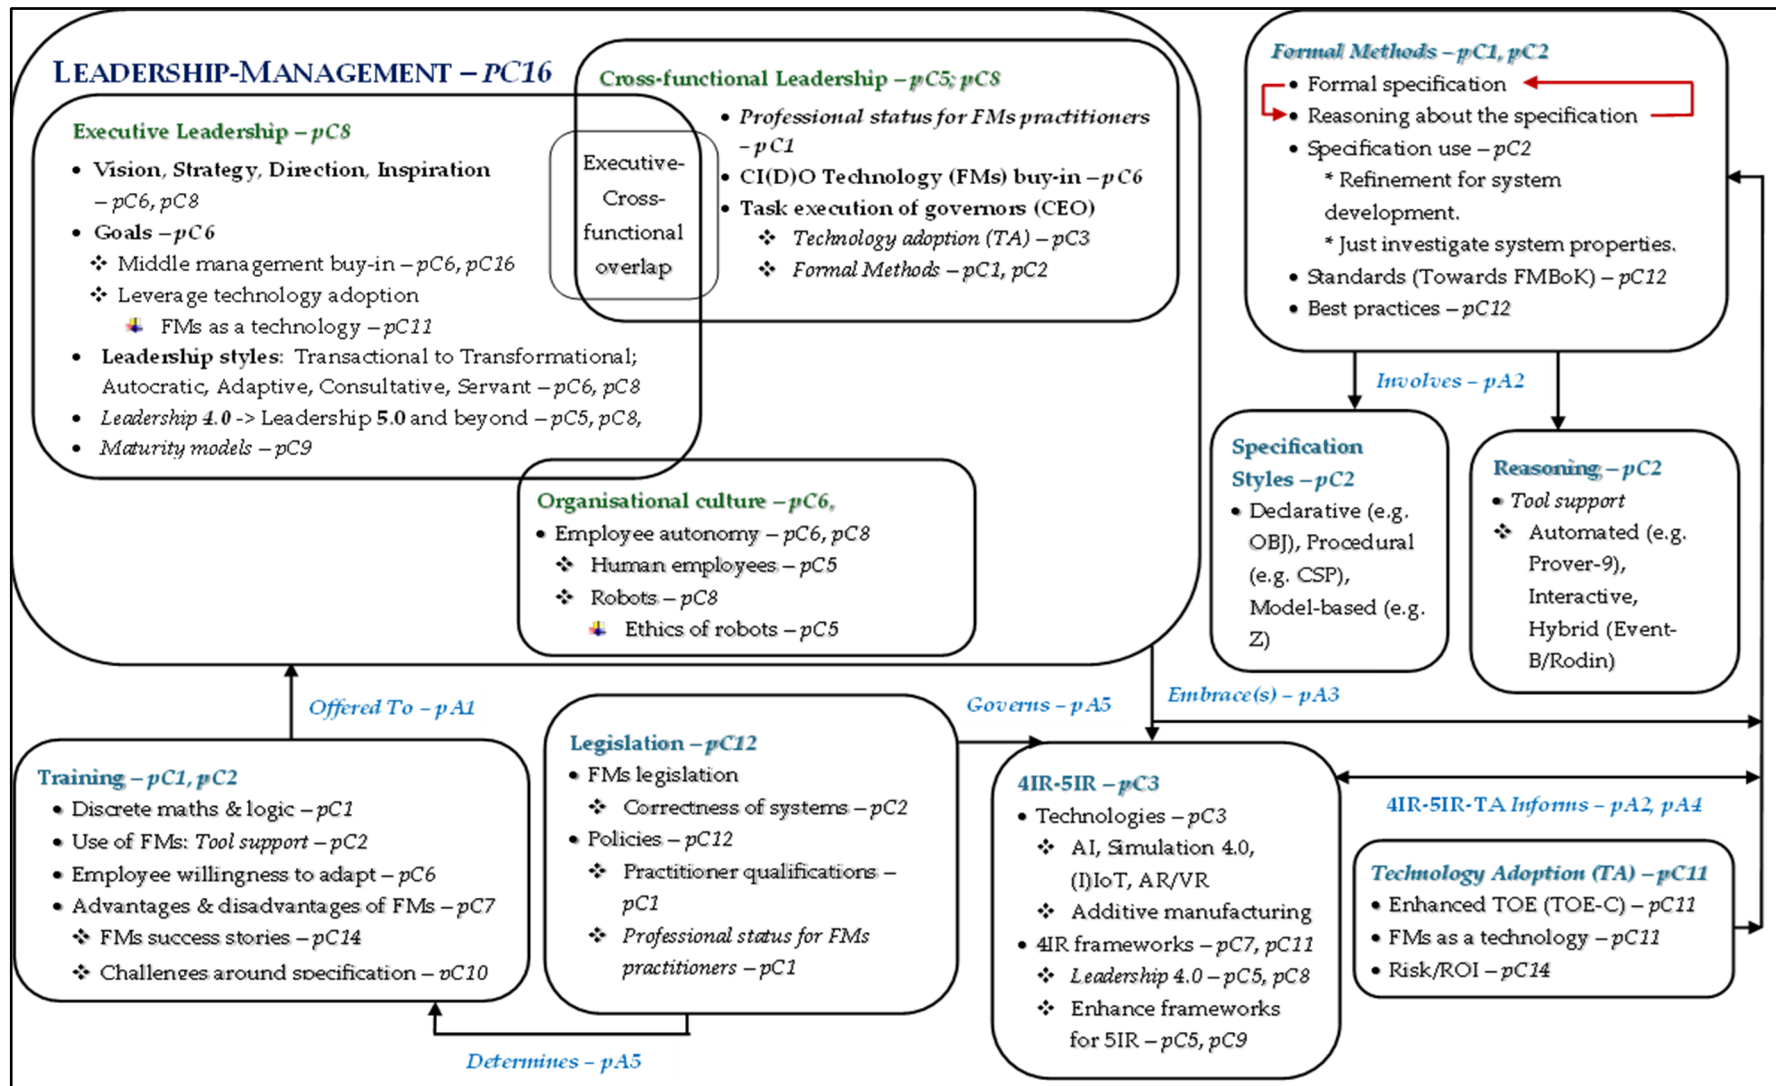 LEADERSHIP-MANAGEMENT – PC16
Executive Leadership – pC8
• Vision, Strategy, Direction, Inspiration
– pC6, pC8
• Goals – pC6
❖ Middle management buy-in – pC6, pC16
❖ Leverage technology adoption
FMs as a technology – pC11
• Leadership styles: Transactional to Transformational;
Autocratic, Adaptive, Consultative, Servant – pC6, pC8
• Leadership 4.0 -> Leadership 5.0 and beyond – pC5, pC8,
• Maturity models – pC9
Executive-
Cross-
functional
overlap
Cross-functional Leadership – pC5; pC8
• Professional status for FMs practitioners
– pC1
• CI(D)O Technology (FMs) buy-in – pC6
• Task execution of governors (CEO)
❖ Technology adoption (TA) – pC3
❖ Formal Methods – pC1, pC2
Organisational culture – pC6,
• Employee autonomy – pC6, pC8
❖ Human employees – pC5
❖ Robots – pC8
Ethics of robots – pC5
Formal Methods – pC1, pC2
• Formal specification
• Reasoning about the specification
• Specification use – pC2
* Refinement for system
development.
* Just investigate system properties.
• Standards (Towards FMBoK) – pC12
• Best practices – pC12
Involves – pA2
Specification
Styles – pC2
• Declarative (e.g.
OBJ), Procedural
(e.g. CSP),
Model-based (e.g.
Z)
Reasoning – pC2
• Tool support
❖ Automated (e.g.
Prover-9),
Interactive,
Hybrid (Event-
B/Rodin)
Offered To – pA1
Governs – pA5
Embrace(s) – pA3
Training – pC1, pC2
• Discrete maths & logic – pC1
• Use of FMs: Tool support – pC2
• Employee willingness to adapt – pC6
• Advantages & disadvantages of FMs – pC7
❖ FMs success stories – pC14
❖ Challenges around specification – pC10
Legislation – pC12
• FMs legislation
❖ Correctness of systems – pC2
• Policies – pC12
❖ Practitioner qualifications –
pC1
❖ Professional status for FMs
practitioners – pC1
Determines – pA5
4IR-5IR – pC3
• Technologies – pC3
❖ AI, Simulation 4.0,
(I)IoT, AR/VR
❖ Additive manufacturing
• 4IR frameworks – pC7, pC11
❖ Leadership 4.0 – pC5, pC8
❖ Enhance frameworks
for 5IR – pC5, pC9
4IR-5IR-TA Informs – pA2, pA4
Technology Adoption (TA) – pC11
• Enhanced TOE (TOE-C) – pC11
• FMs as a technology – pC11
• Risk/ROI – pC14